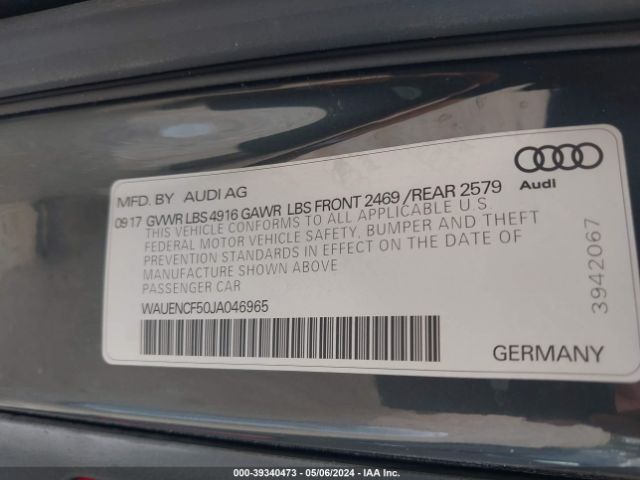 MFD. BY AUDI AG
Audi
09 17 GVWR LBS 4916 GAWR LBS FRONT 2469 /REAR 2579
THIS VEHICLE CONFORMS TO ALL APPLICABLE U.S.
FEDERAL MOTOR VEHICLE SAFETY, BUMPER AND THEFT
PREVENTION STANDARDS IN EFFECT ON THE DATE OF
MANUFACTURE SHOWN ABOVE
PASSENGER CAR
WAUENCF50JA046965
3942067
GERMANY
000-39340473 - 05/06/2024 - IAA Inc.